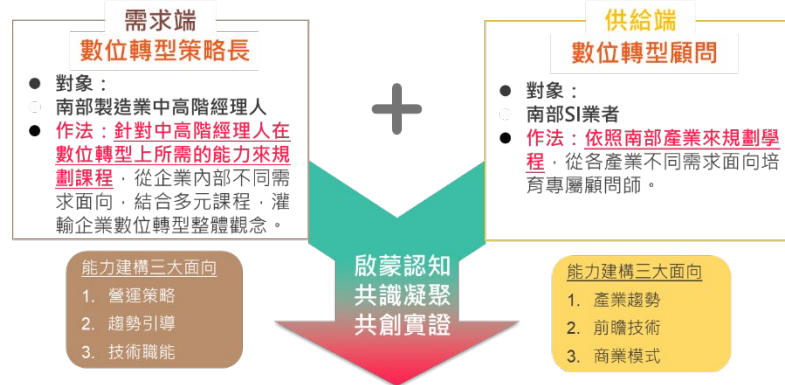 需求端
數位轉型策略長
● 對象：
○ 南部製造業中高階經理人
● 作法：針對中高階經理人在
數位轉型上所需的能力來規
劃課程，從企業內部不同需
求面向，結合多元課程，灌
輸企業數位轉型整體觀念。
能力建構三大面向
1. 營運策略
2. 趨勢引導
3. 技術職能
+
啟蒙認知
共識凝聚
共創實證
供給端
數位轉型顧問
● 對象：
○ 南部SI業者
● 作法：依照南部產業來規劃學
程，從各產業不同需求面向培
育專屬顧問師。
能力建構三大面向
1. 產業趨勢
2. 前瞻技術
3. 商業模式